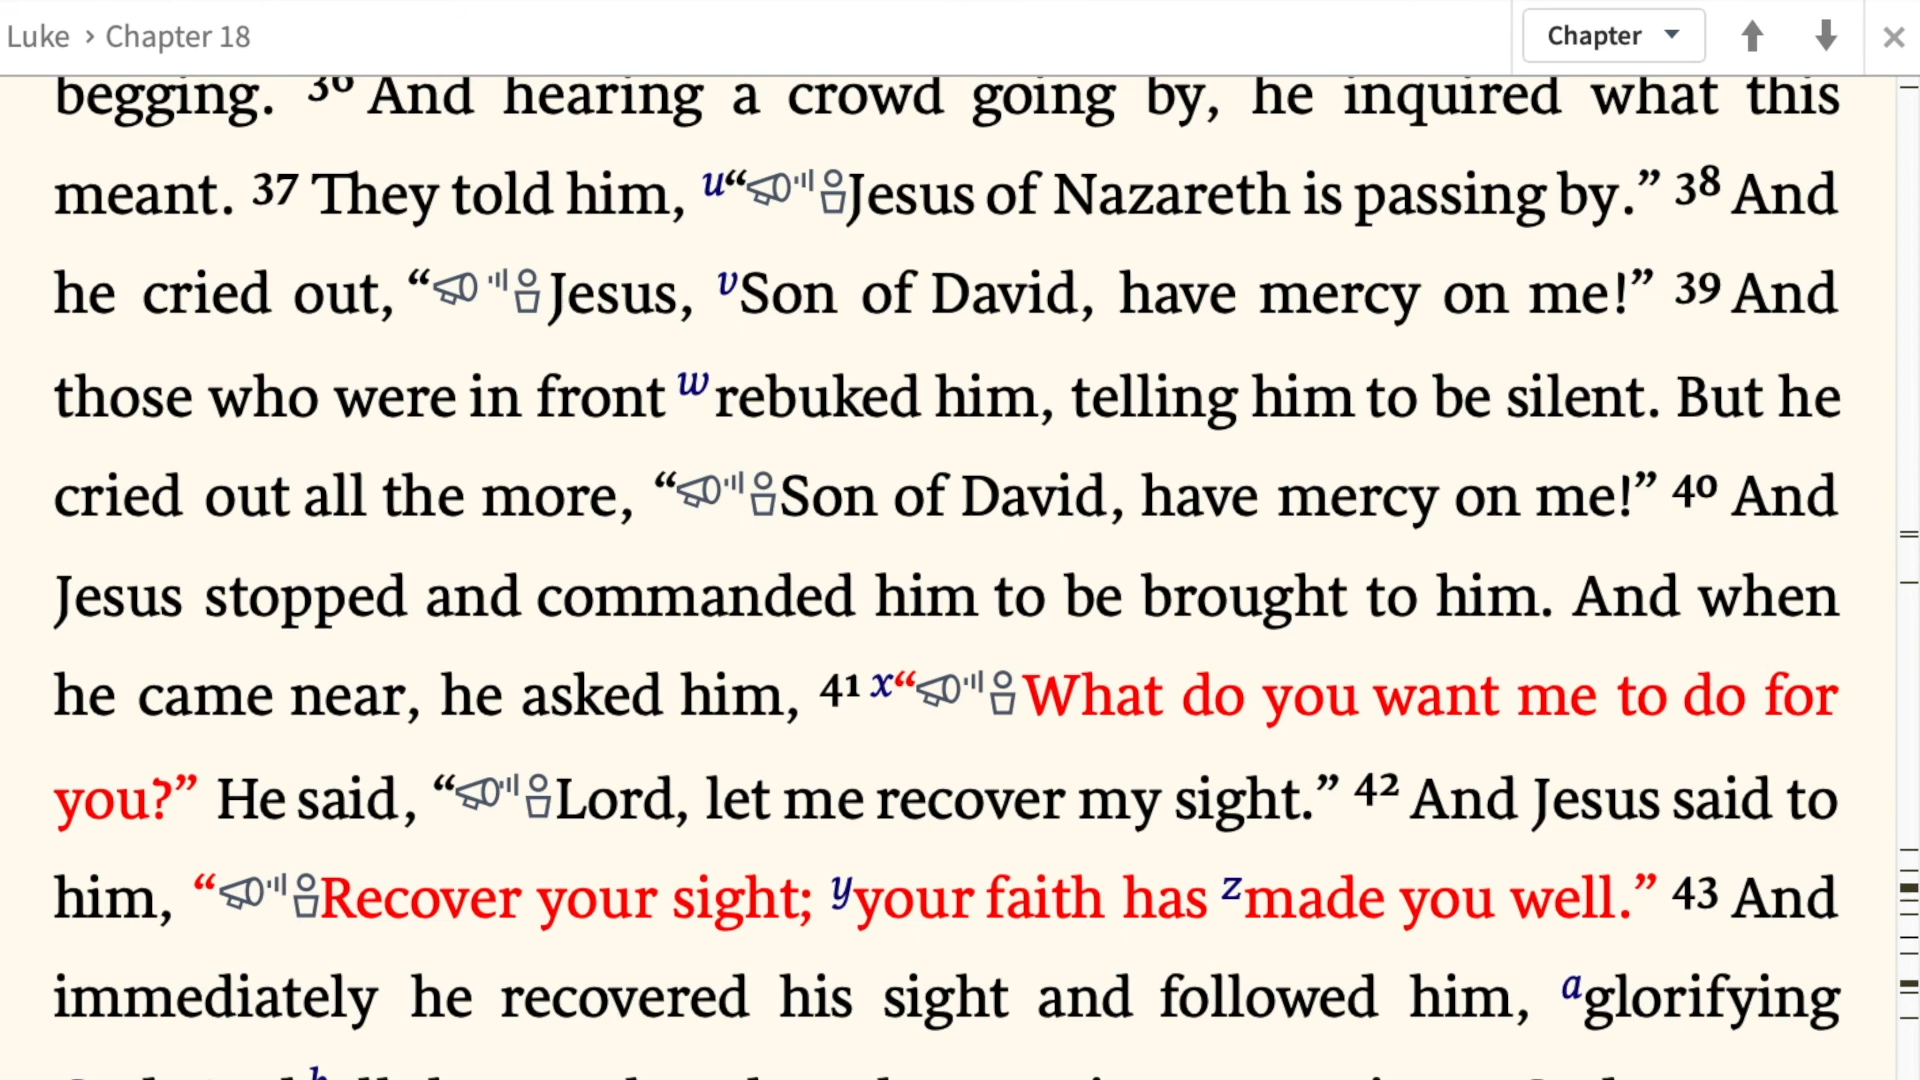 Luke › Chapter 18
Chapter
begging. 36 And hearing a crowd going by, he inquired what this
meant. 37 They told him, u“Jesus of Nazareth is passing by.” 38 And
he cried out, “Jesus, vSon of David, have mercy on me!” 39 And
those who were in front wrebuked him, telling him to be silent. But he
cried out all the more, “Son of David, have mercy on me!” 40 And
Jesus stopped and commanded him to be brought to him. And when
he came near, he asked him, 41 x“What do you want me to do for
you?” He said, “Lord, let me recover my sight.” 42 And Jesus said to
him, “Recover your sight; yyour faith has zmade you well.” 43 And
immediately he recovered his sight and followed him, aglorifying